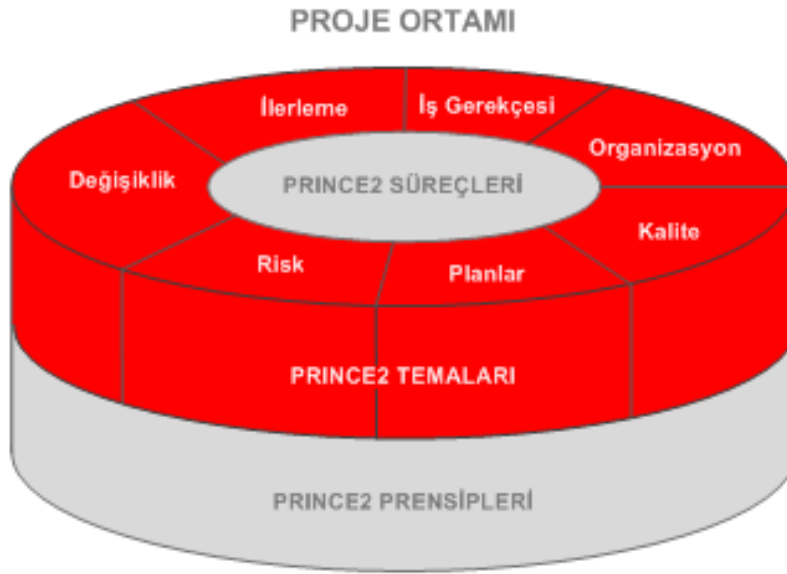 PROJE ORTAMI
İlerleme
İş Gerekçesi
Organizasyon
Değişiklik
PRINCE2 SÜREÇLERİ
Kalite
Risk
Planlar
PRINCE2 TEMALARI
PRINCE2 PRENSİPLERİ